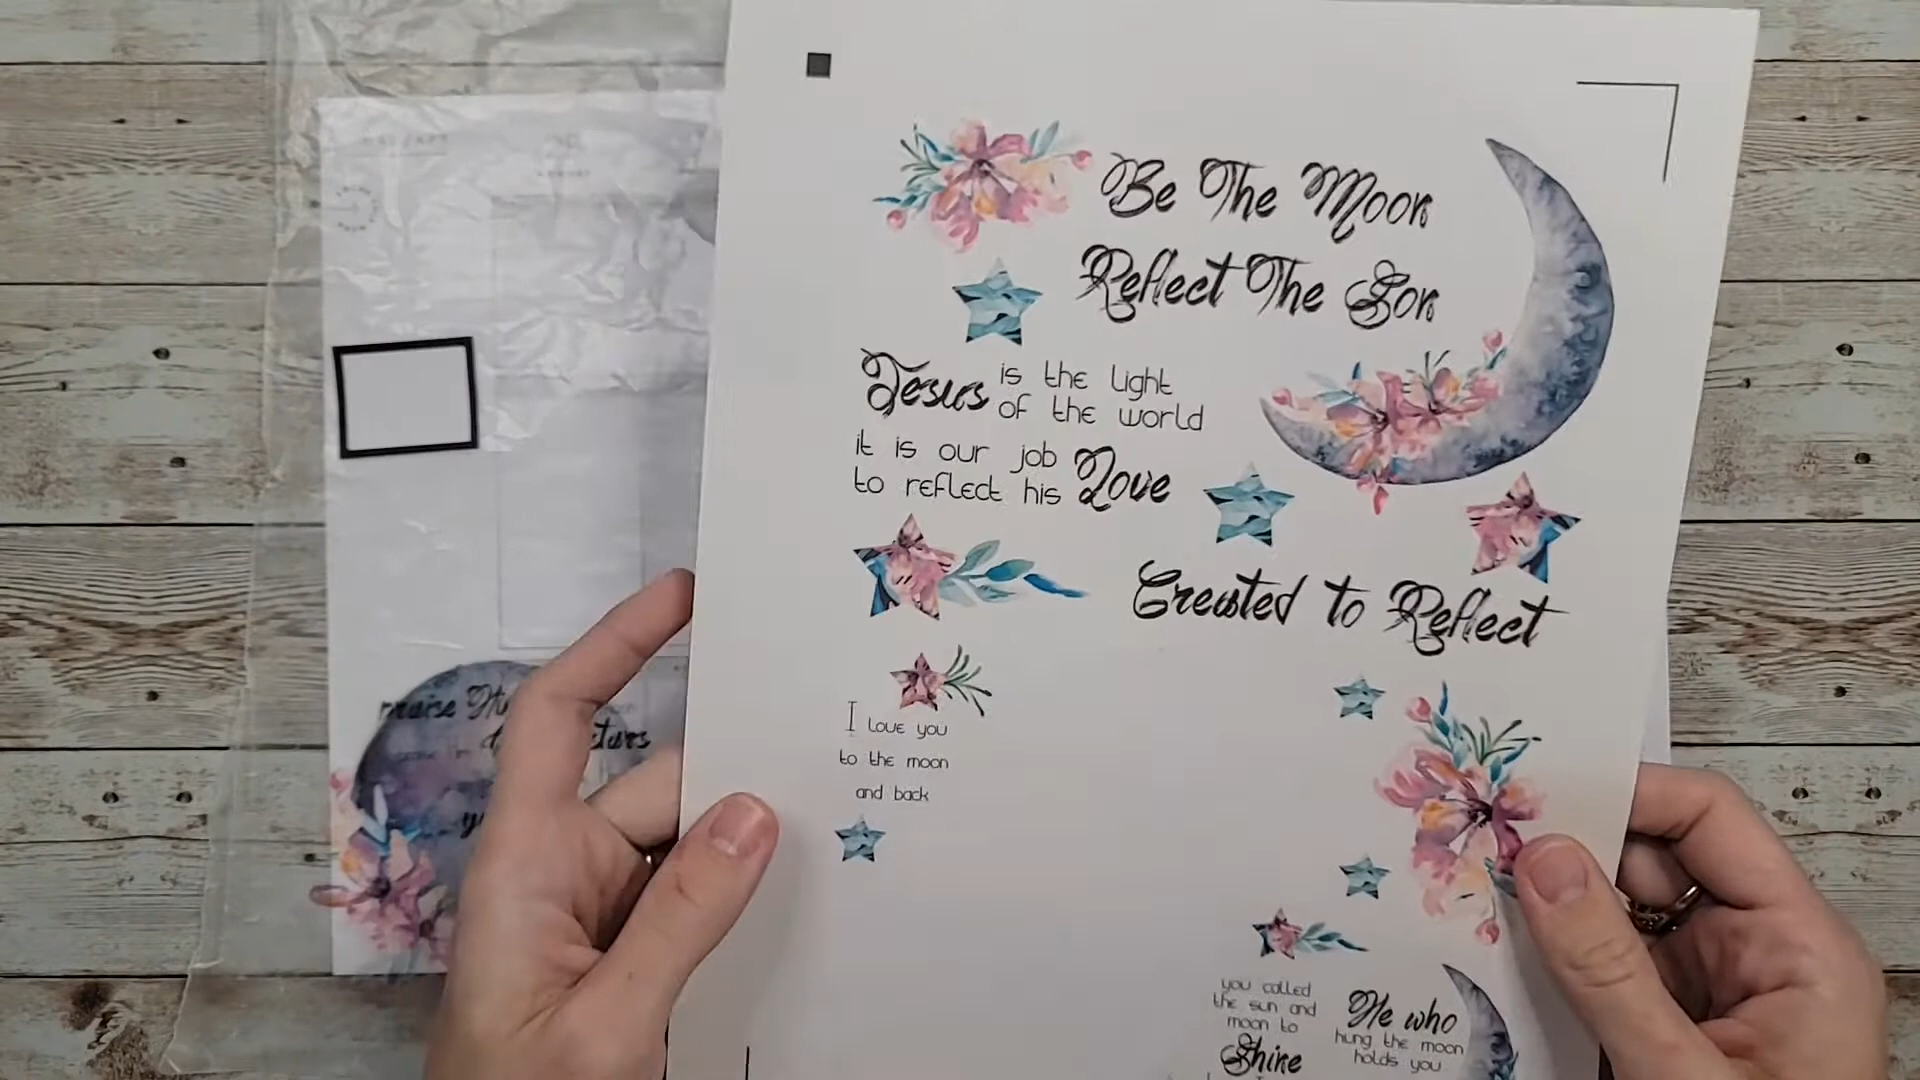 Be The Moon
Reflect The Son
Jesus is the light
of the world
it is our job
to reflect his Love
Created to Reflect
I love you
to the moon
and back
you called
the sun and
moon to
Shine
He who
hung the moon
holds you
praise